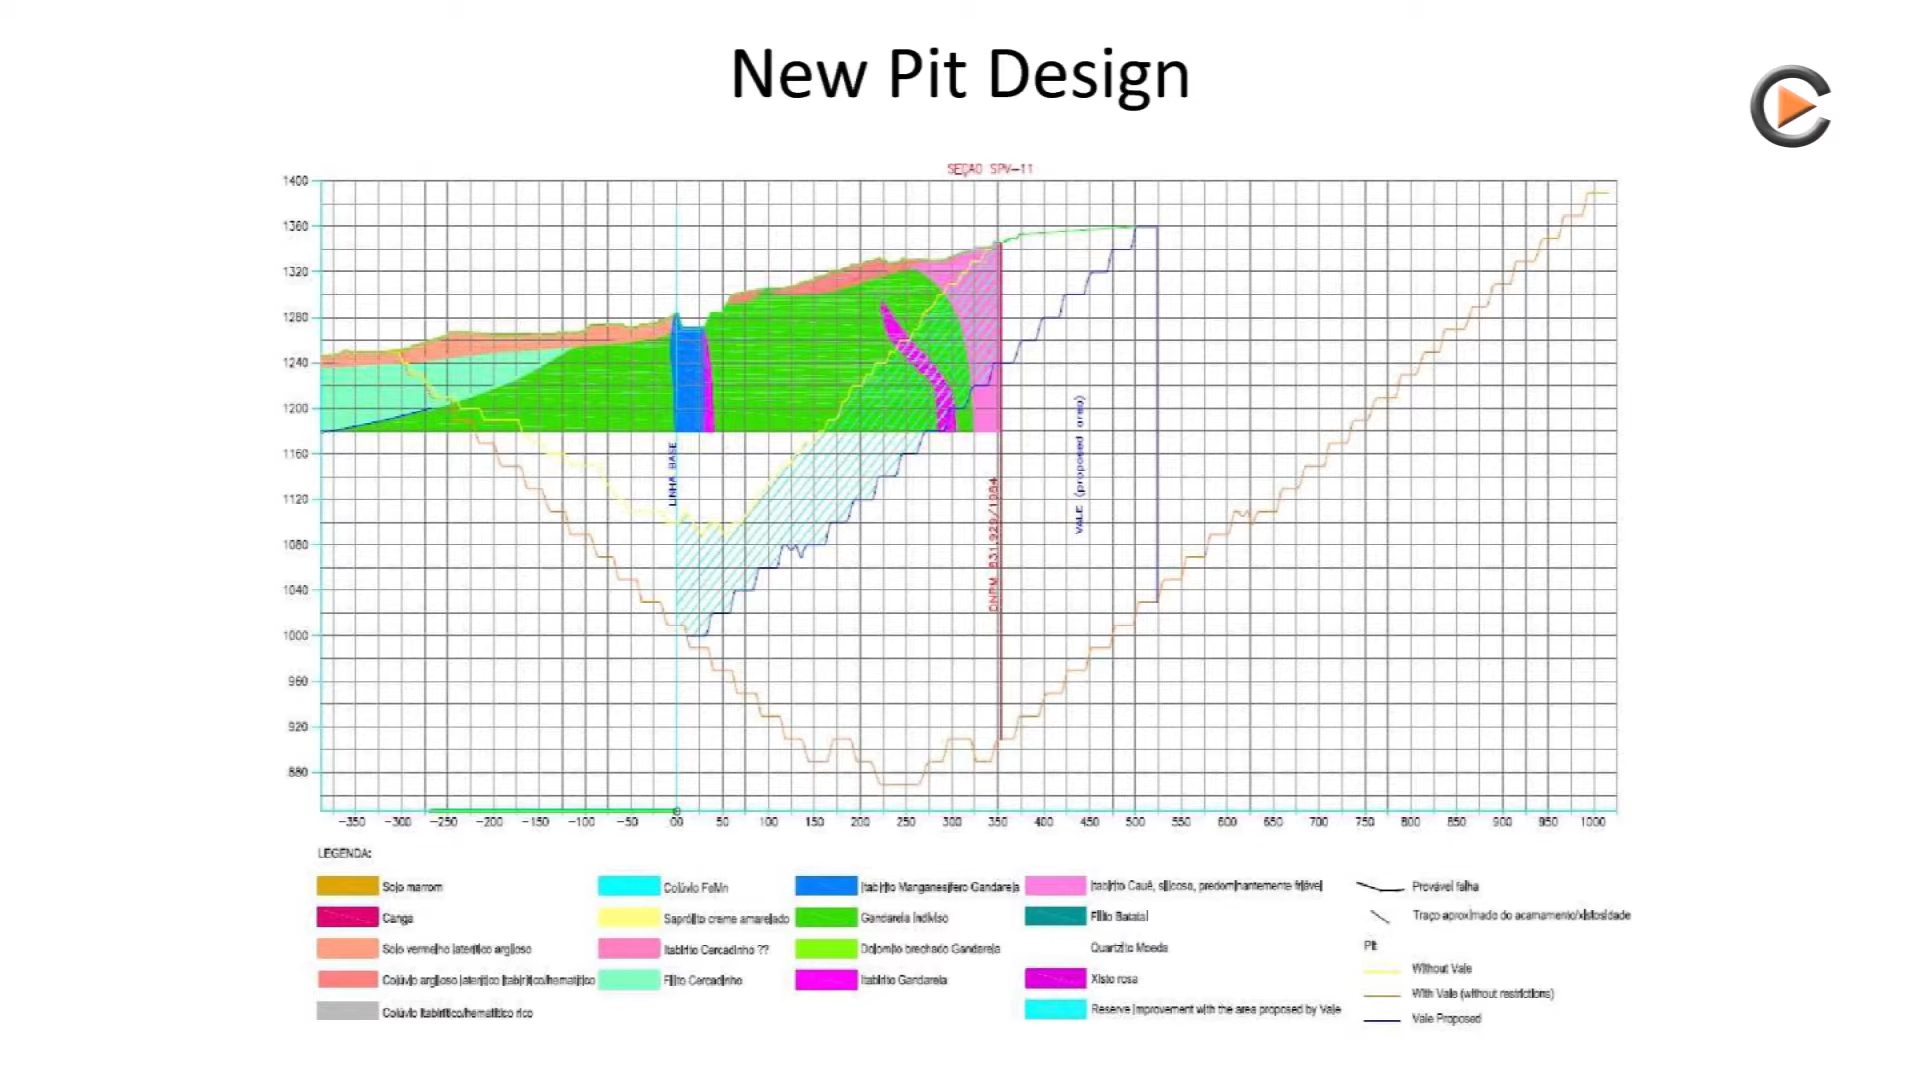 New Pit Design
SEÇÃO SPV-11
1400
1360
1320
1280
1240
1200
1160
1120
1080
1040
1000
960
920
880
LINHA BASE
VALE (proposed area)
-350 -300 -250 -200 -150 -100 -50 00 50 100 150 200 250 300 350 400 450 500 550 600 650 700 750 800 850 900 950 1000
LEGENDA:
Solo marrom
Canga
Solo vermelho laterítico argiloso
Colúvio argiloso laterítico itabirítico/hematítico
Colúvio itabirítico/hematítico rico
Colúvio FeMn
Saprólito creme amarelado
Itabirito Cercadinho ??
Filito Cercadinho
Itabirito Manganesífero Gandarela
Gandarela Indiviso
Dolomito brechado Gandarela
Itabirito Gandarela
Itabirito Cauê, silicoso, predominantemente friável
Filito Batatal
Quartzito Moeda
Xisto rosa
Reserve improvement with the area proposed by Vale
Provável falha
Traço aproximado do acamamento/xistosidade
Pit
Without Vale
With Vale (without restrictions)
Vale Proposed